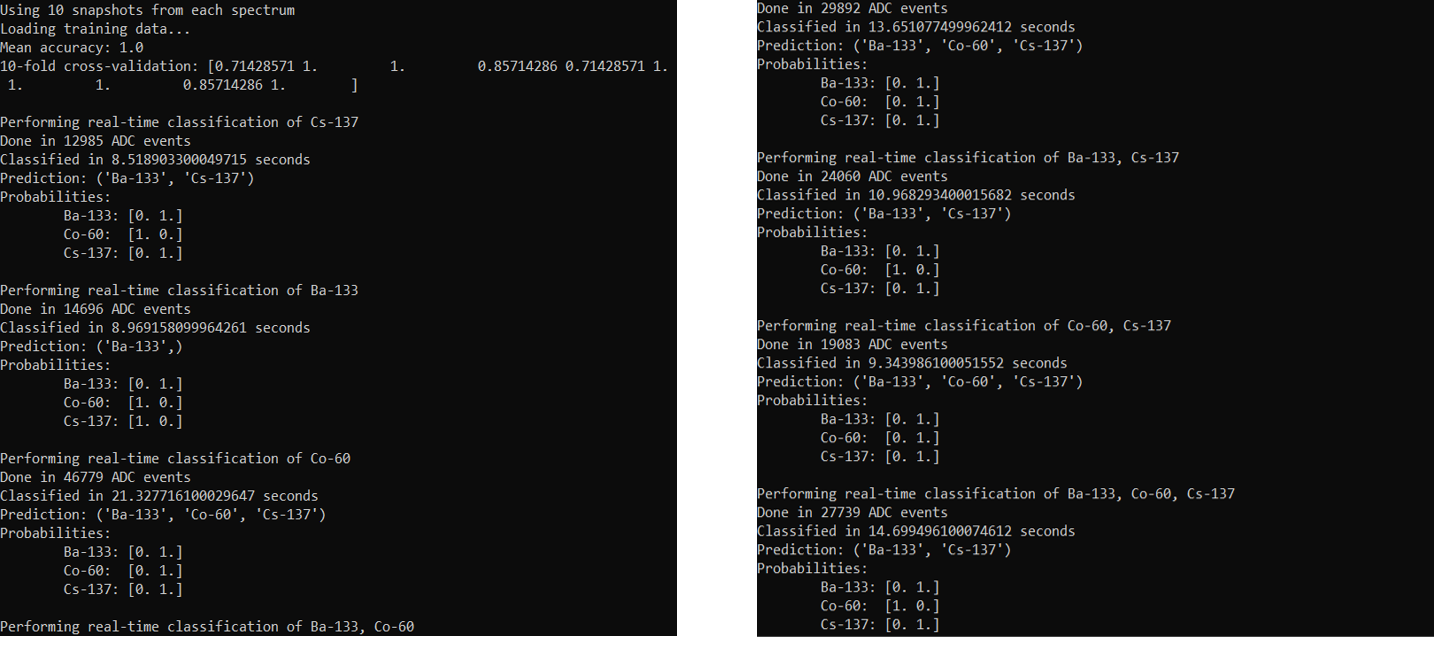 Using 10 snapshots from each spectrum
Loading training data...
Mean accuracy: 1.0
10-fold cross-validation: [0.71428571 1.         1.         0.85714286 0.71428571 1.
 1.         1.         0.85714286 1.        ]
Performing real-time classification of Cs-137
Done in 12985 ADC events
Classified in 8.518903300049715 seconds
Prediction: ('Ba-133', 'Cs-137')
Probabilities:
        Ba-133: [0. 1.]
        Co-60:  [1. 0.]
        Cs-137: [0. 1.]
Performing real-time classification of Ba-133
Done in 14696 ADC events
Classified in 8.969158099964261 seconds
Prediction: ('Ba-133',)
Probabilities:
        Ba-133: [0. 1.]
        Co-60:  [1. 0.]
        Cs-137: [1. 0.]
Performing real-time classification of Co-60
Done in 46779 ADC events
Classified in 21.327716100029647 seconds
Prediction: ('Ba-133', 'Co-60', 'Cs-137')
Probabilities:
        Ba-133: [0. 1.]
        Co-60:  [0. 1.]
        Cs-137: [0. 1.]
Performing real-time classification of Ba-133, Co-60
Done in 29892 ADC events
Classified in 13.651077499962412 seconds
Prediction: ('Ba-133', 'Co-60', 'Cs-137')
Probabilities:
        Ba-133: [0. 1.]
        Co-60:  [0. 1.]
        Cs-137: [0. 1.]
Performing real-time classification of Ba-133, Cs-137
Done in 24060 ADC events
Classified in 10.968293400015682 seconds
Prediction: ('Ba-133', 'Cs-137')
Probabilities:
        Ba-133: [0. 1.]
        Co-60:  [1. 0.]
        Cs-137: [0. 1.]
Performing real-time classification of Co-60, Cs-137
Done in 19083 ADC events
Classified in 9.343986100051552 seconds
Prediction: ('Ba-133', 'Co-60', 'Cs-137')
Probabilities:
        Ba-133: [0. 1.]
        Co-60:  [0. 1.]
        Cs-137: [0. 1.]
Performing real-time classification of Ba-133, Co-60, Cs-137
Done in 27739 ADC events
Classified in 14.699496100074612 seconds
Prediction: ('Ba-133', 'Cs-137')
Probabilities:
        Ba-133: [0. 1.]
        Co-60:  [1. 0.]
        Cs-137: [0. 1.]